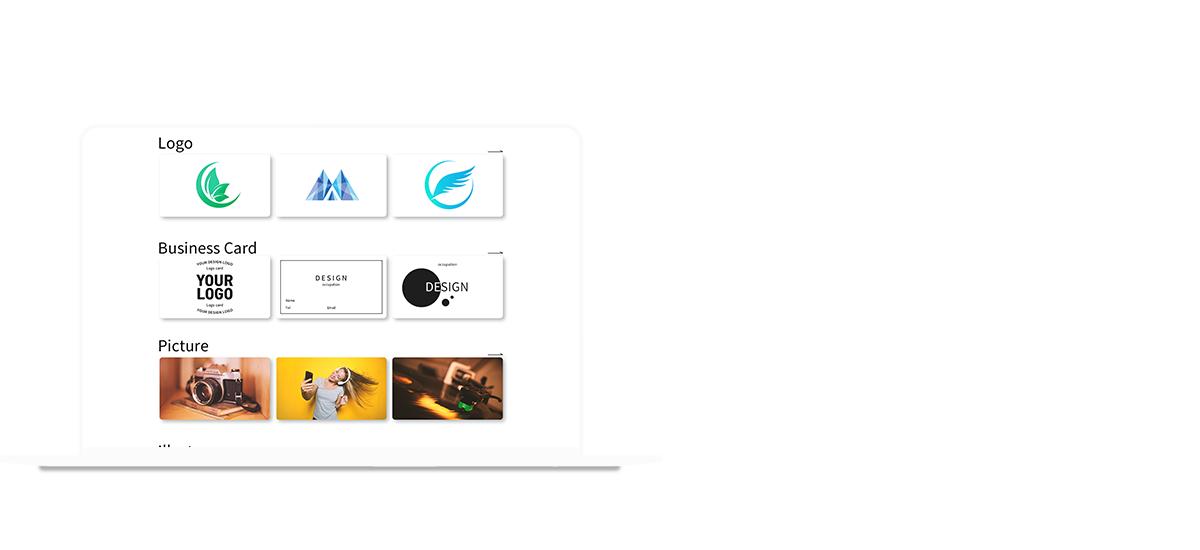 Logo
Business Card
YOUR DESIGN LOGO
Logo card
YOUR
LOGO
Logo card
YOUR DESIGN LOGO
DESIGN
occupation
Name
Tel
Email
occupation
DESIGN
Picture